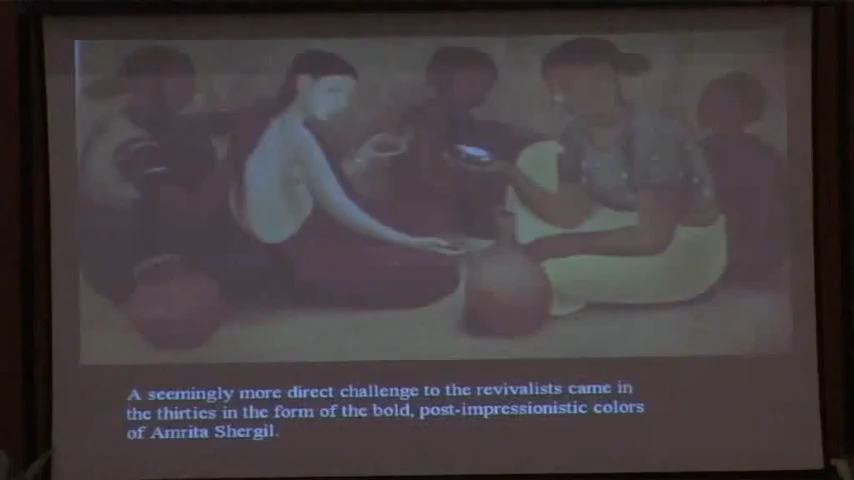 A seemingly more direct challenge to the revivalists came in
the thirties in the form of the bold, post-impressionistic colors
of Amrita Shergil.